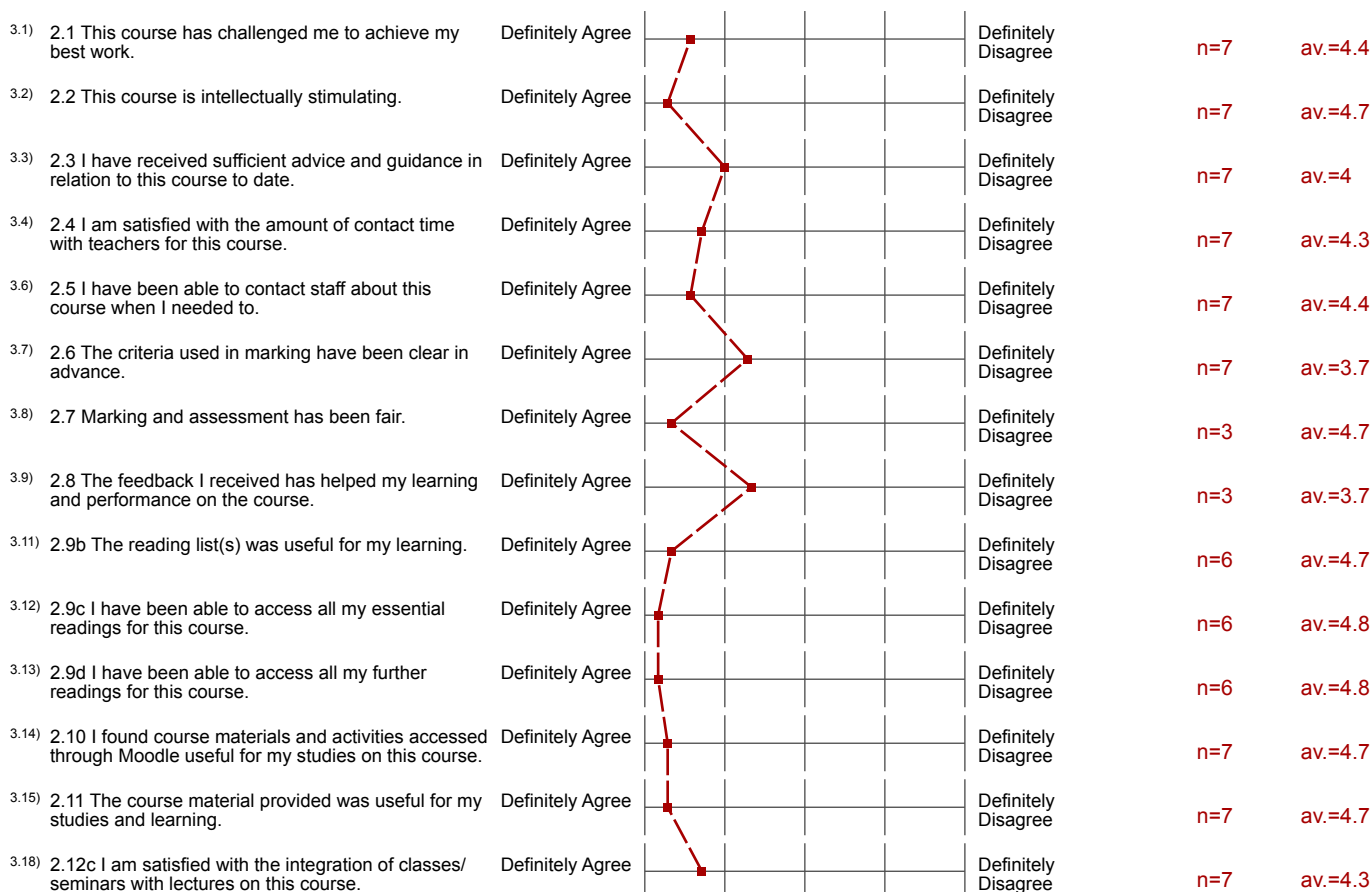 3.1) 2.1 This course has challenged me to achieve my best work. Definitely Agree Definitely Disagree n=7 av.=4.4
3.2) 2.2 This course is intellectually stimulating. Definitely Agree Definitely Disagree n=7 av.=4.7
3.3) 2.3 I have received sufficient advice and guidance in relation to this course to date. Definitely Agree Definitely Disagree n=7 av.=4
3.4) 2.4 I am satisfied with the amount of contact time with teachers for this course. Definitely Agree Definitely Disagree n=7 av.=4.3
3.6) 2.5 I have been able to contact staff about this course when I needed to. Definitely Agree Definitely Disagree n=7 av.=4.4
3.7) 2.6 The criteria used in marking have been clear in advance. Definitely Agree Definitely Disagree n=7 av.=3.7
3.8) 2.7 Marking and assessment has been fair. Definitely Agree Definitely Disagree n=3 av.=4.7
3.9) 2.8 The feedback I received has helped my learning and performance on the course. Definitely Agree Definitely Disagree n=3 av.=3.7
3.11) 2.9b The reading list(s) was useful for my learning. Definitely Agree Definitely Disagree n=6 av.=4.7
3.12) 2.9c I have been able to access all my essential readings for this course. Definitely Agree Definitely Disagree n=6 av.=4.8
3.13) 2.9d I have been able to access all my further readings for this course. Definitely Agree Definitely Disagree n=6 av.=4.8
3.14) 2.10 I found course materials and activities accessed through Moodle useful for my studies on this course. Definitely Agree Definitely Disagree n=7 av.=4.7
3.15) 2.11 The course material provided was useful for my studies and learning. Definitely Agree Definitely Disagree n=7 av.=4.7
3.18) 2.12c I am satisfied with the integration of classes/ seminars with lectures on this course. Definitely Agree Definitely Disagree n=7 av.=4.3